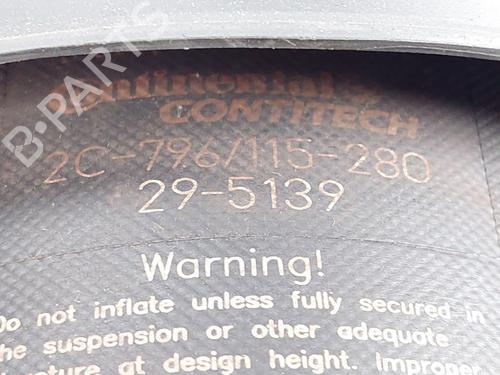 B-PARTS
Continental
CONTITECH
2C-796/115-280
29-5139
Warning!
Do not inflate unless fully secured in
the suspension or other adequate
at design height. Improper